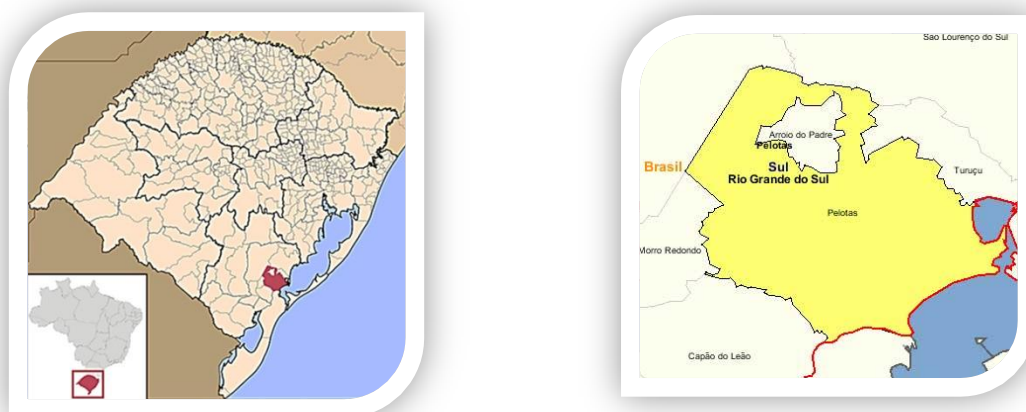 Sao Lourenço do Sul
Arroio do Padre
Pelotas
Brasil
Sul
Rio Grande do Sul
Turuçu
Pelotas
Morro Redondo
Capão do Leão